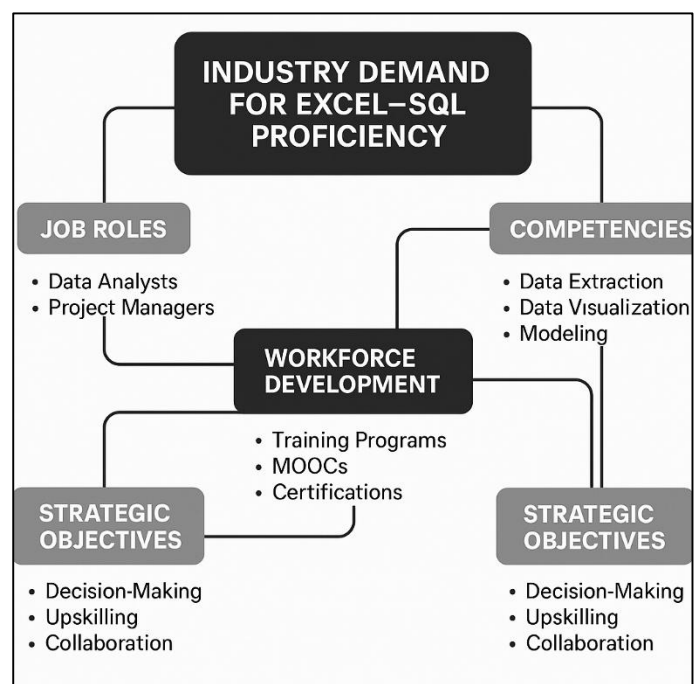 INDUSTRY DEMAND
FOR EXCEL–SQL
PROFICIENCY
JOB ROLES
• Data Analysts
• Project Managers
COMPETENCIES
• Data Extraction
• Data Visualization
• Modeling
WORKFORCE
DEVELOPMENT
• Training Programs
• MOOCs
• Certifications
STRATEGIC
OBJECTIVES
• Decision-Making
• Upskilling
• Collaboration
STRATEGIC
OBJECTIVES
• Decision-Making
• Upskilling
• Collaboration